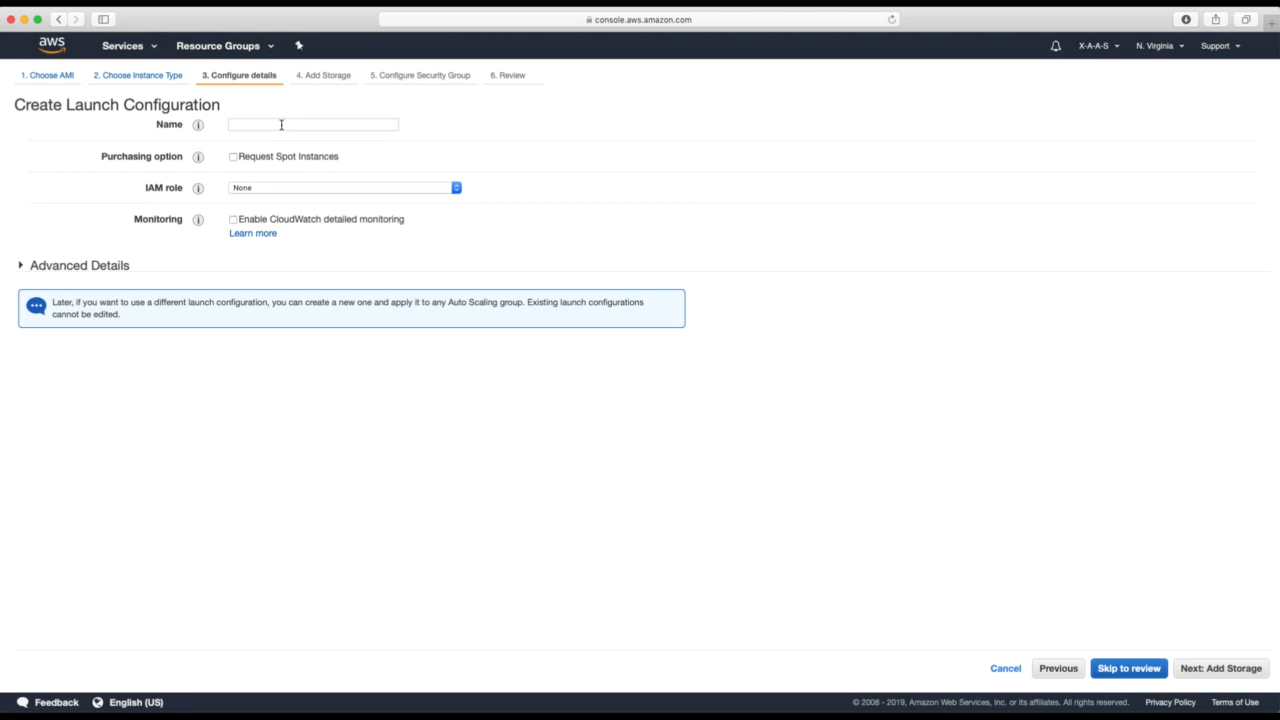 console.aws.amazon.com
aws Services Resource Groups X-A-A-S N. Virginia Support
1. Choose AMI 2. Choose Instance Type 3. Configure details 4. Add Storage 5. Configure Security Group 6. Review
Create Launch Configuration
Name
Purchasing option Request Spot Instances
IAM role None
Monitoring Enable CloudWatch detailed monitoring
Learn more
Advanced Details
Later, if you want to use a different launch configuration, you can create a new one and apply it to any Auto Scaling group. Existing launch configurations
cannot be edited.
Cancel Previous Skip to review Next: Add Storage
Feedback English (US) © 2008 - 2019, Amazon Web Services, Inc. or its affiliates. All rights reserved. Privacy Policy Terms of Use